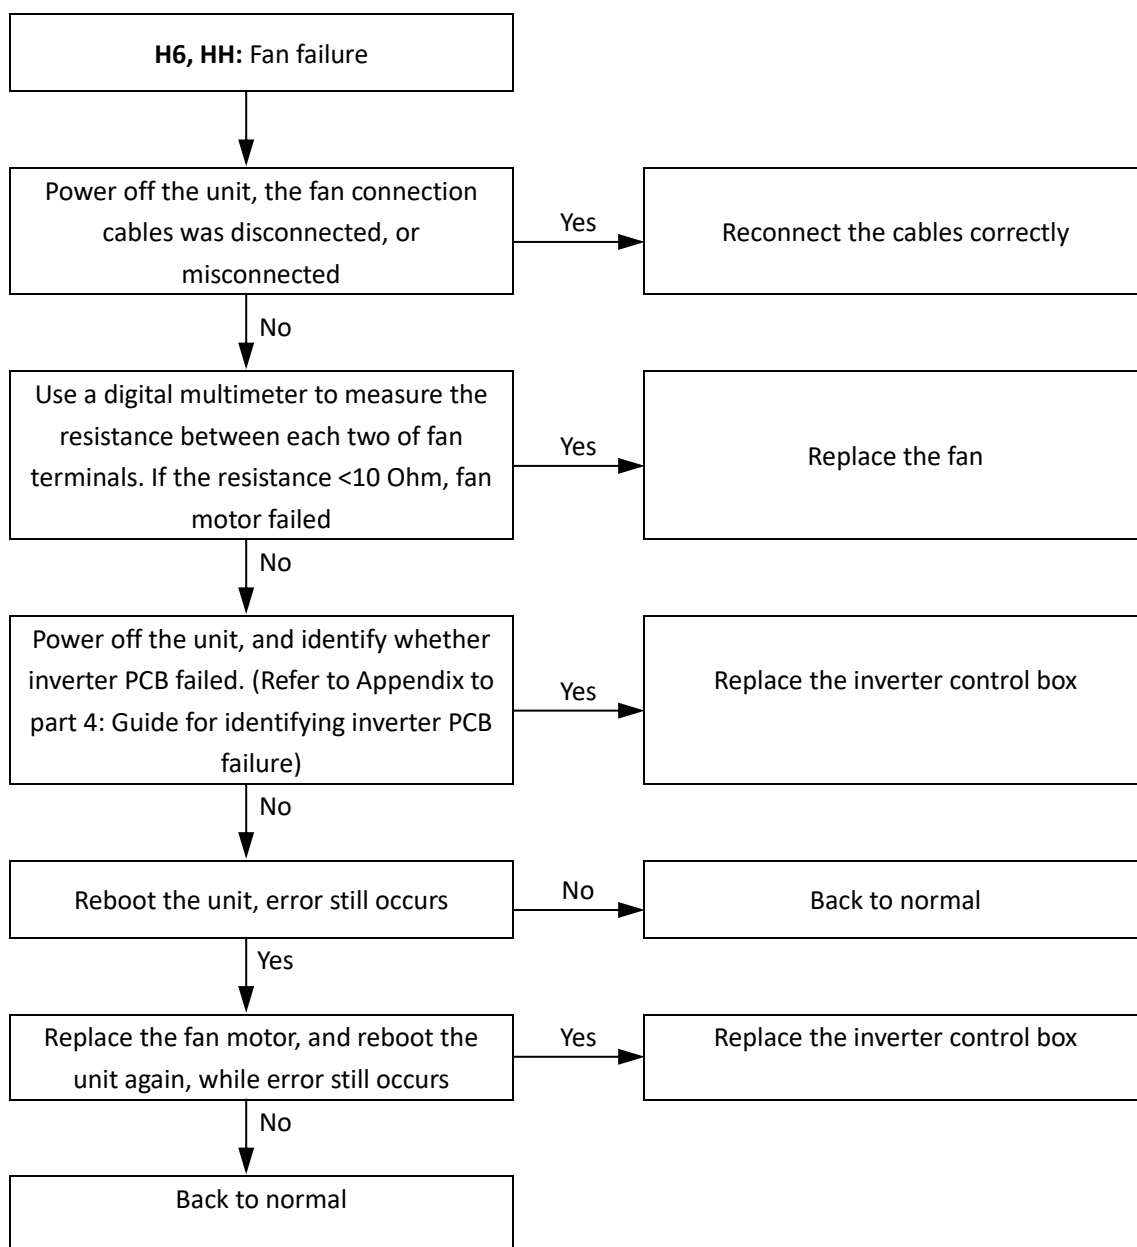 H6, HH: Fan failure
Power off the unit, the fan connection
cables was disconnected, or
misconnected
Yes
Reconnect the cables correctly
No
Use a digital multimeter to measure the
resistance between each two of fan
terminals. If the resistance <10 Ohm, fan
motor failed
Yes
Replace the fan
No
Power off the unit, and identify whether
inverter PCB failed. (Refer to Appendix to
part 4: Guide for identifying inverter PCB
failure)
Yes
Replace the inverter control box
No
Reboot the unit, error still occurs
No
Back to normal
Yes
Replace the fan motor, and reboot the
unit again, while error still occurs
Yes
Replace the inverter control box
No
Back to normal